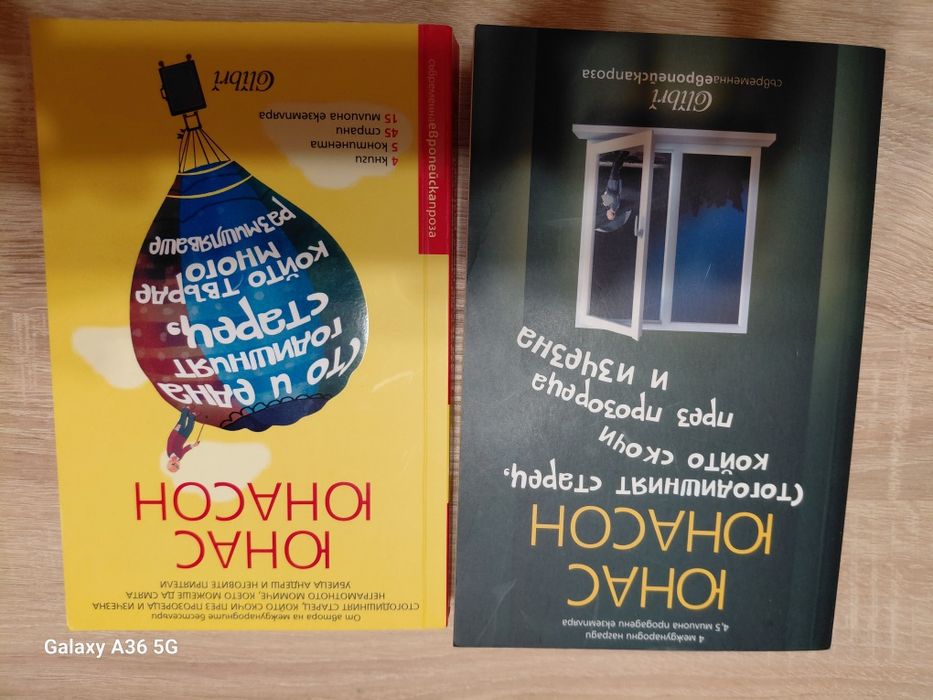 От автора на международните бестселъри
СТОГОДИШНИЯТ СТАРЕЦ, КОЙТО СКОЧИ ПРЕЗ ПРОЗОРЕЦА И ИЗЧЕЗНА
НЕГРАМОТНОТО МОМИЧЕ, КОЕТО МОЖЕШЕ ДА СМЯТА
УБИЕЦА АНДЕРШ И НЕГОВИТЕ ПРИЯТЕЛИ
ЮНАС
ЮНАСОН
Сто и една
годишният
старец,
който твърде
много
размишляваше
4 книги
5 континента
45 страни
15 милиона екземпляра
Colibri
съвременнаевропейскапроза
4 международни награди
4,5 милиона продадени екземпляра
ЮНАС
ЮНАСОН
Стогодишният старец,
който скочи
през прозореца
и изчезна
Colibri
съвременнаевропейскапроза
Galaxy A36 5G